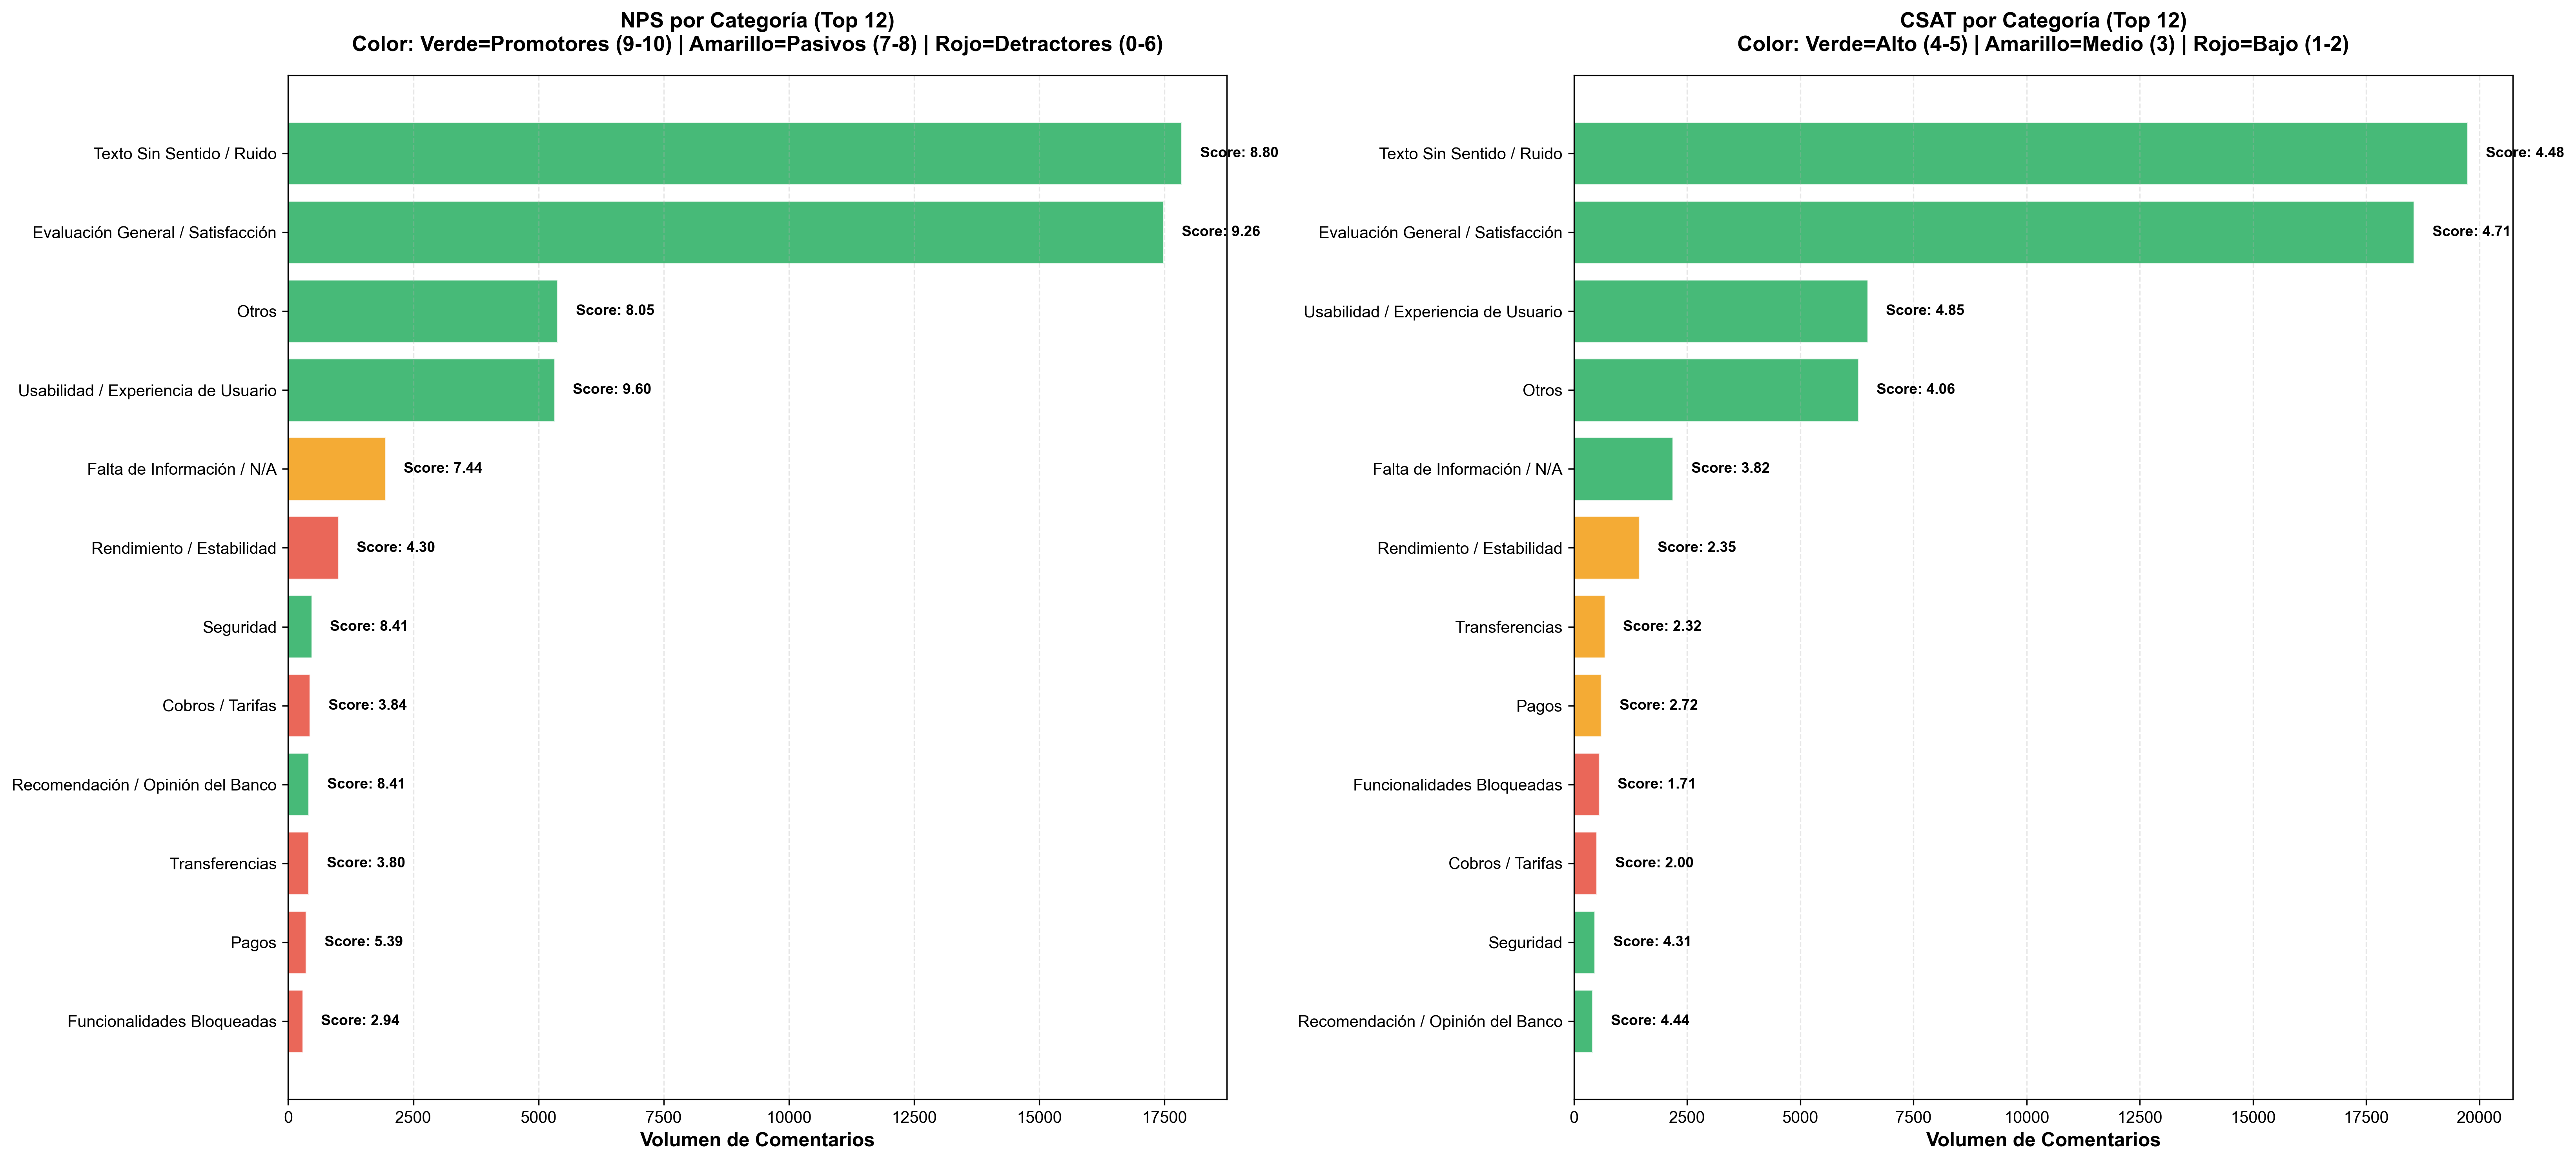 NPS por Categoría (Top 12)
Color: Verde=Promotores (9-10) | Amarillo=Pasivos (7-8) | Rojo=Detractores (0-6)
Texto Sin Sentido / Ruido
Score: 8.80
Evaluación General / Satisfacción
Score: 9.26
Otros
Score: 8.05
Usabilidad / Experiencia de Usuario
Score: 9.60
Falta de Información / N/A
Score: 7.44
Rendimiento / Estabilidad
Score: 4.30
Seguridad
Score: 8.41
Cobros / Tarifas
Score: 3.84
Recomendación / Opinión del Banco
Score: 8.41
Transferencias
Score: 3.80
Pagos
Score: 5.39
Funcionalidades Bloqueadas
Score: 2.94
0 2500 5000 7500 10000 12500 15000 17500
Volumen de Comentarios
CSAT por Categoría (Top 12)
Color: Verde=Alto (4-5) | Amarillo=Medio (3) | Rojo=Bajo (1-2)
Texto Sin Sentido / Ruido
Score: 4.48
Evaluación General / Satisfacción
Score: 4.71
Usabilidad / Experiencia de Usuario
Score: 4.85
Otros
Score: 4.06
Falta de Información / N/A
Score: 3.82
Rendimiento / Estabilidad
Score: 2.35
Transferencias
Score: 2.32
Pagos
Score: 2.72
Funcionalidades Bloqueadas
Score: 1.71
Cobros / Tarifas
Score: 2.00
Seguridad
Score: 4.31
Recomendación / Opinión del Banco
Score: 4.44
0 2500 5000 7500 10000 12500 15000 17500 20000
Volumen de Comentarios